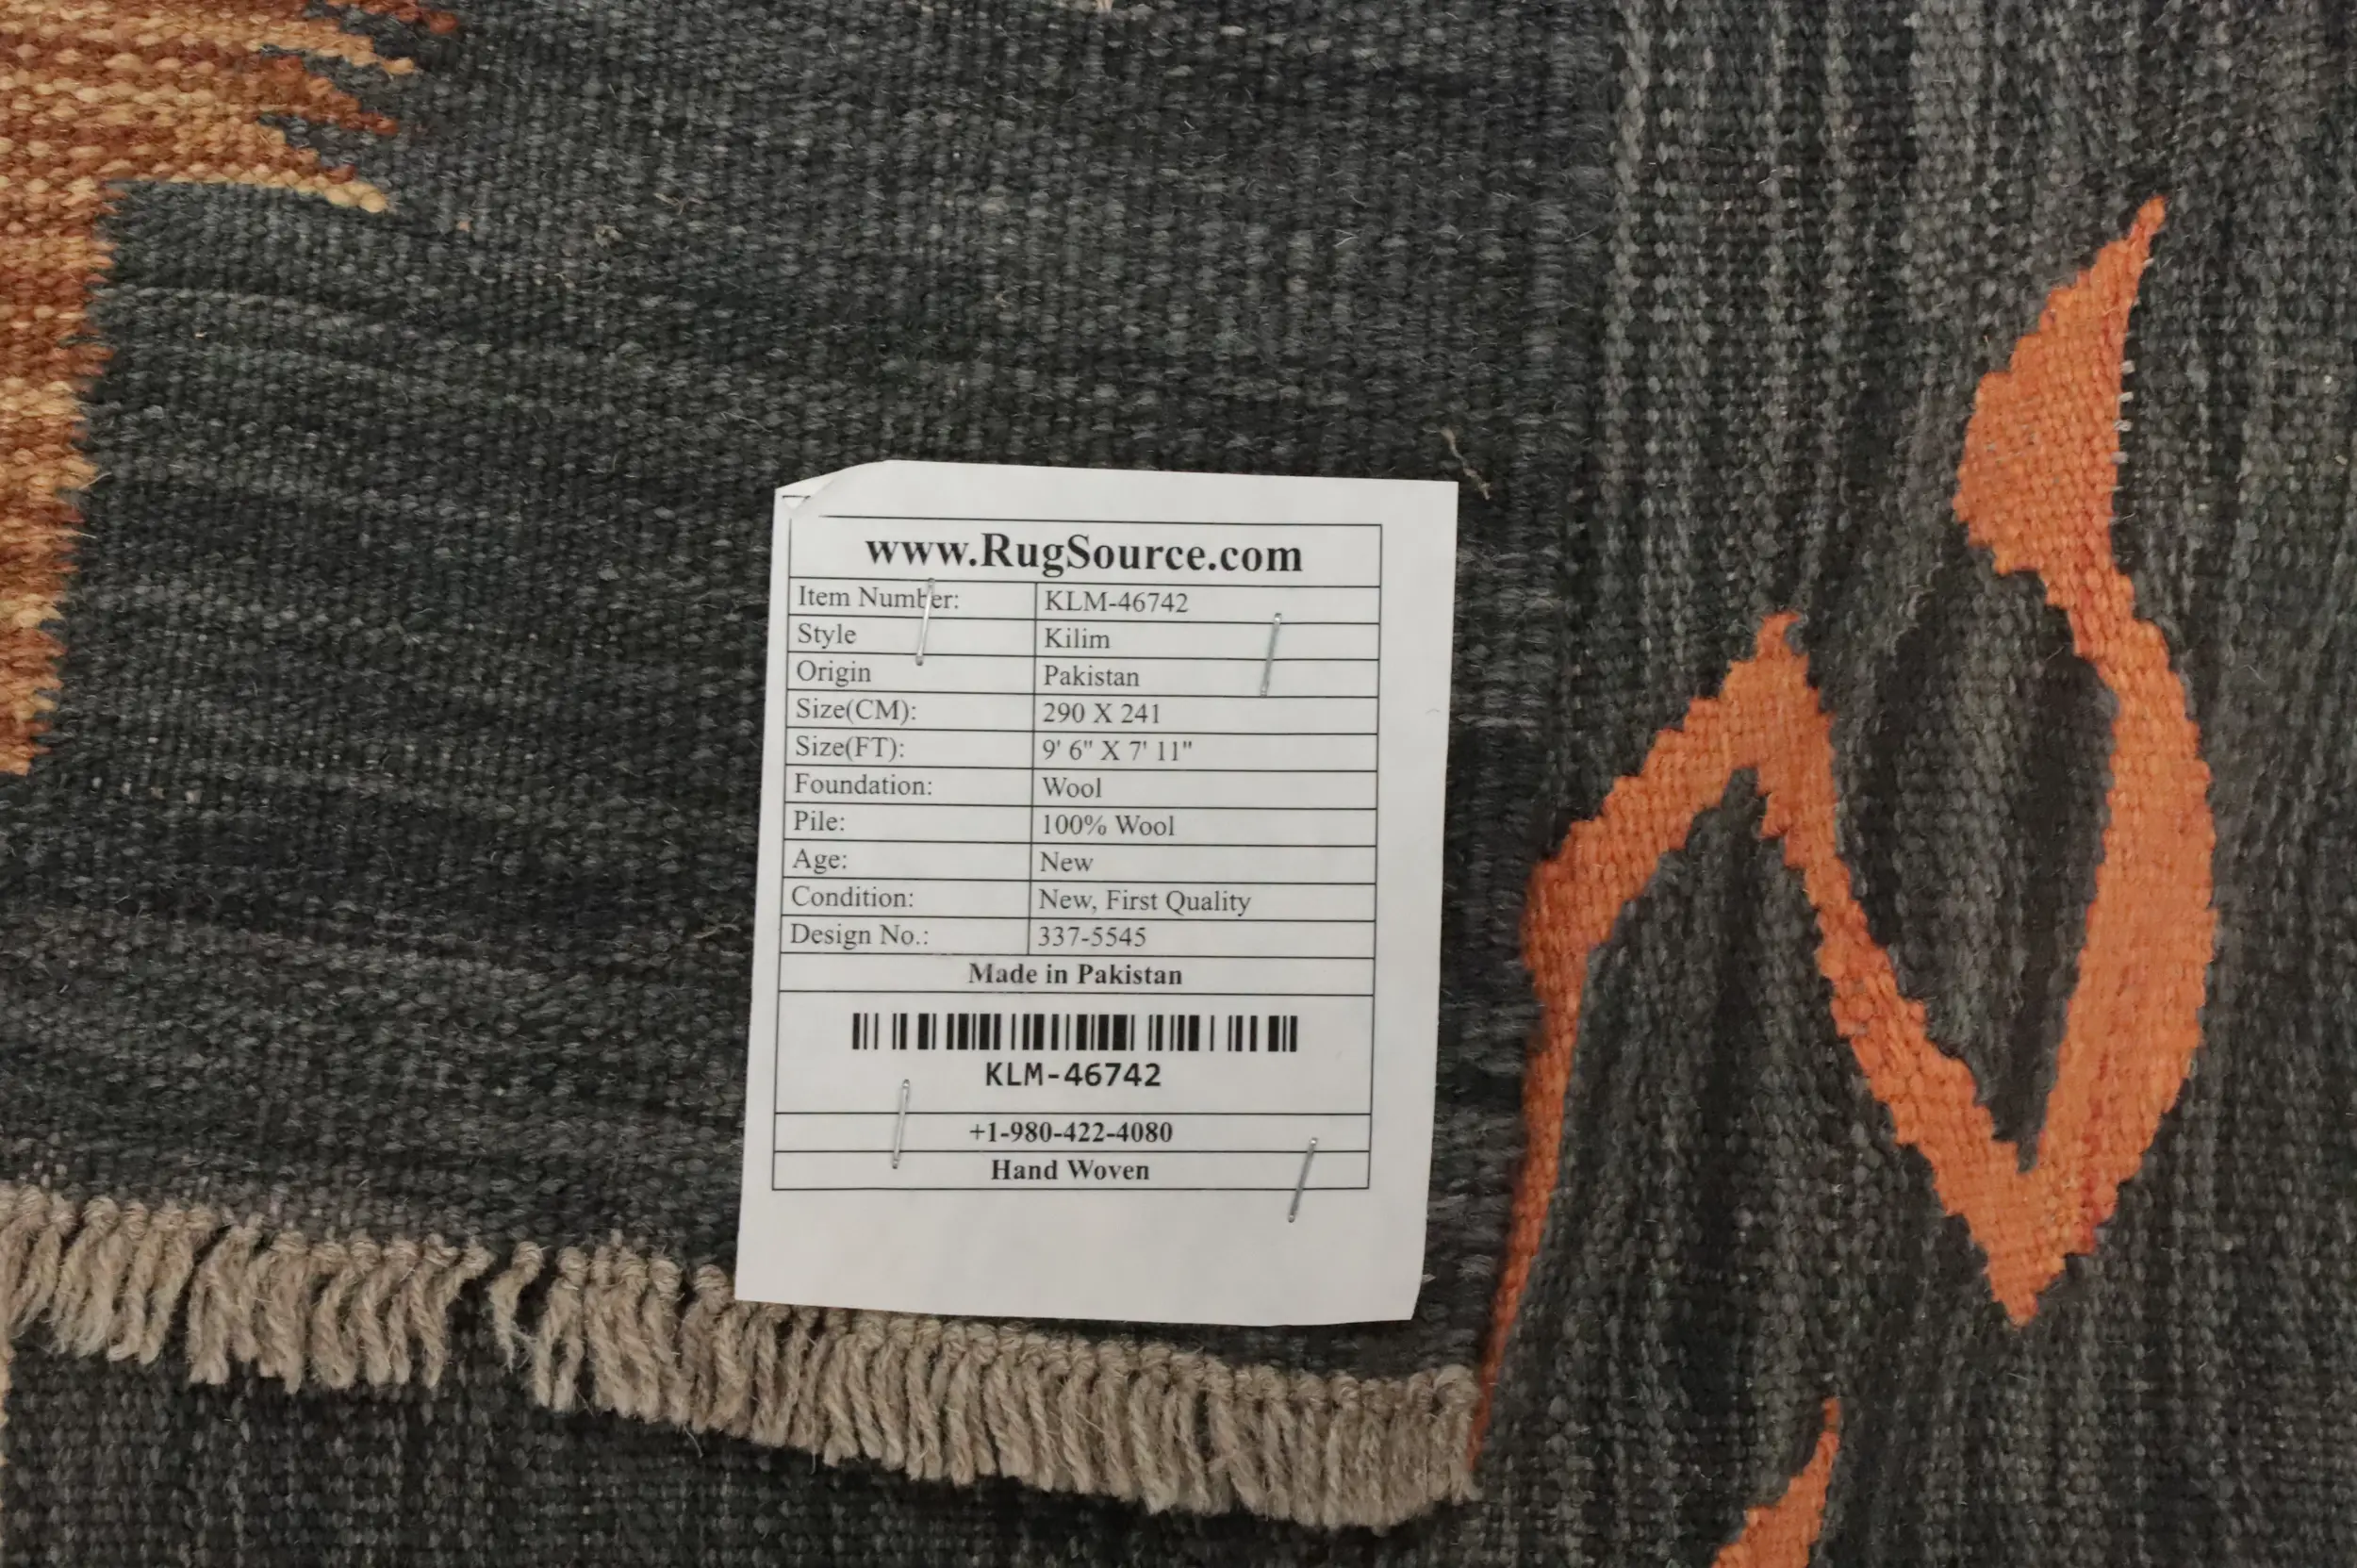 www.RugSource.com
Item Number: KLM-46742
Style Kilim
Origin Pakistan
Size(CM): 290 X 241
Size(FT): 9' 6" X 7' 11"
Foundation: Wool
Pile: 100% Wool
Age: New
Condition: New, First Quality
Design No.: 337-5545
Made in Pakistan
KLM-46742
+1-980-422-4080
Hand Woven